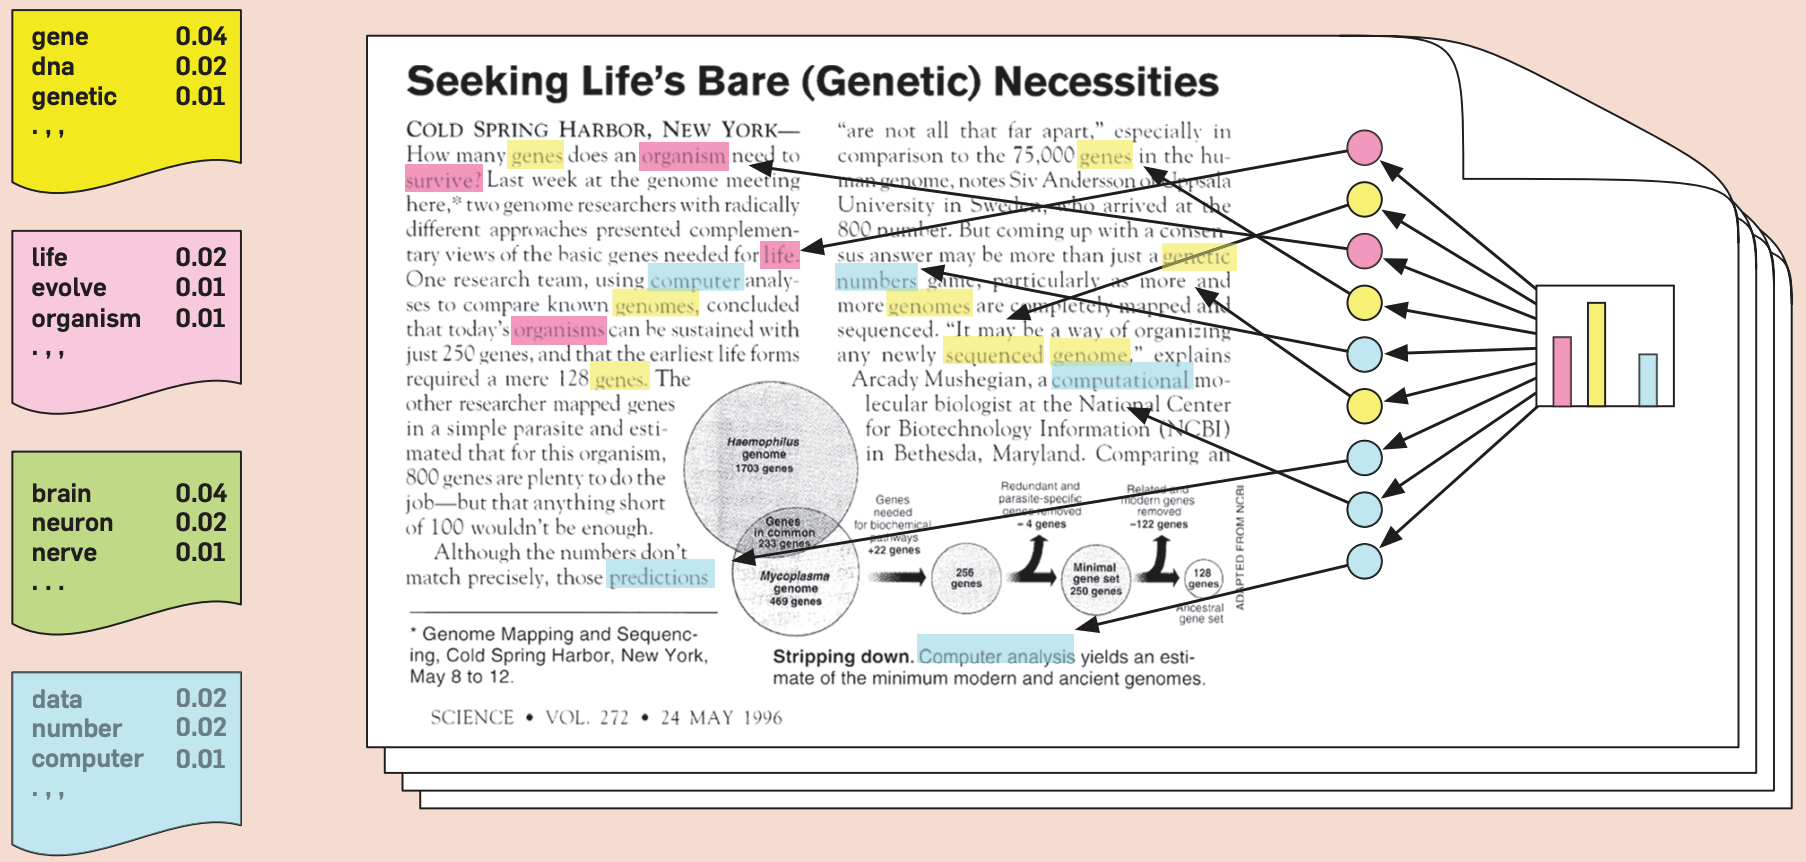 gene 0.04
dna 0.02
genetic 0.01
. , ,
life 0.02
evolve 0.01
organism 0.01
. , ,
brain 0.04
neuron 0.02
nerve 0.01
. . .
data 0.02
number 0.02
computer 0.01
. , ,
Seeking Life's Bare (Genetic) Necessities
COLD SPRING HARBOR, NEW YORK—
How many genes does an organism need to
survive? Last week at the genome meeting
here,* two genome researchers with radically
different approaches presented complemen-
tary views of the basic genes needed for life.
One research team, using computer analy-
ses to compare known genomes, concluded
that today's organisms can be sustained with
just 250 genes, and that the earliest life forms
required a mere 128 genes. The
other researcher mapped genes
in a simple parasite and esti-
mated that for this organism,
800 genes are plenty to do the
job—but that anything short
of 100 wouldn't be enough.
Although the numbers don't
match precisely, those predictions
* Genome Mapping and Sequenc-
ing, Cold Spring Harbor, New York,
May 8 to 12.
"are not all that far apart," especially in
comparison to the 75,000 genes in the hu-
man genome, notes Siv Andersson of Uppsala
University in Sweden, who arrived at the
800 number. But coming up with a consen-
sus answer may be more than just a genetic
numbers game, particularly as more and
more genomes are completely mapped and
sequenced. "It may be a way of organizing
any newly sequenced genome," explains
Arcady Mushegian, a computational mo-
lecular biologist at the National Center
for Biotechnology Information (NCBI)
in Bethesda, Maryland. Comparing an
Haemophilus
genome
1703 genes
Genes
in common
233 genes
Mycoplasma
genome
469 genes
Genes
needed
for biochemical
pathways
+22 genes
256
genes
Redundant and
parasite-specific
genes removed
– 4 genes
Minimal
gene set
250 genes
Related and
modern genes
removed
–122 genes
128
genes
Ancestral
gene set
ADAPTED FROM NCBI
Stripping down. Computer analysis yields an esti-
mate of the minimum modern and ancient genomes.
SCIENCE • VOL. 272 • 24 MAY 1996